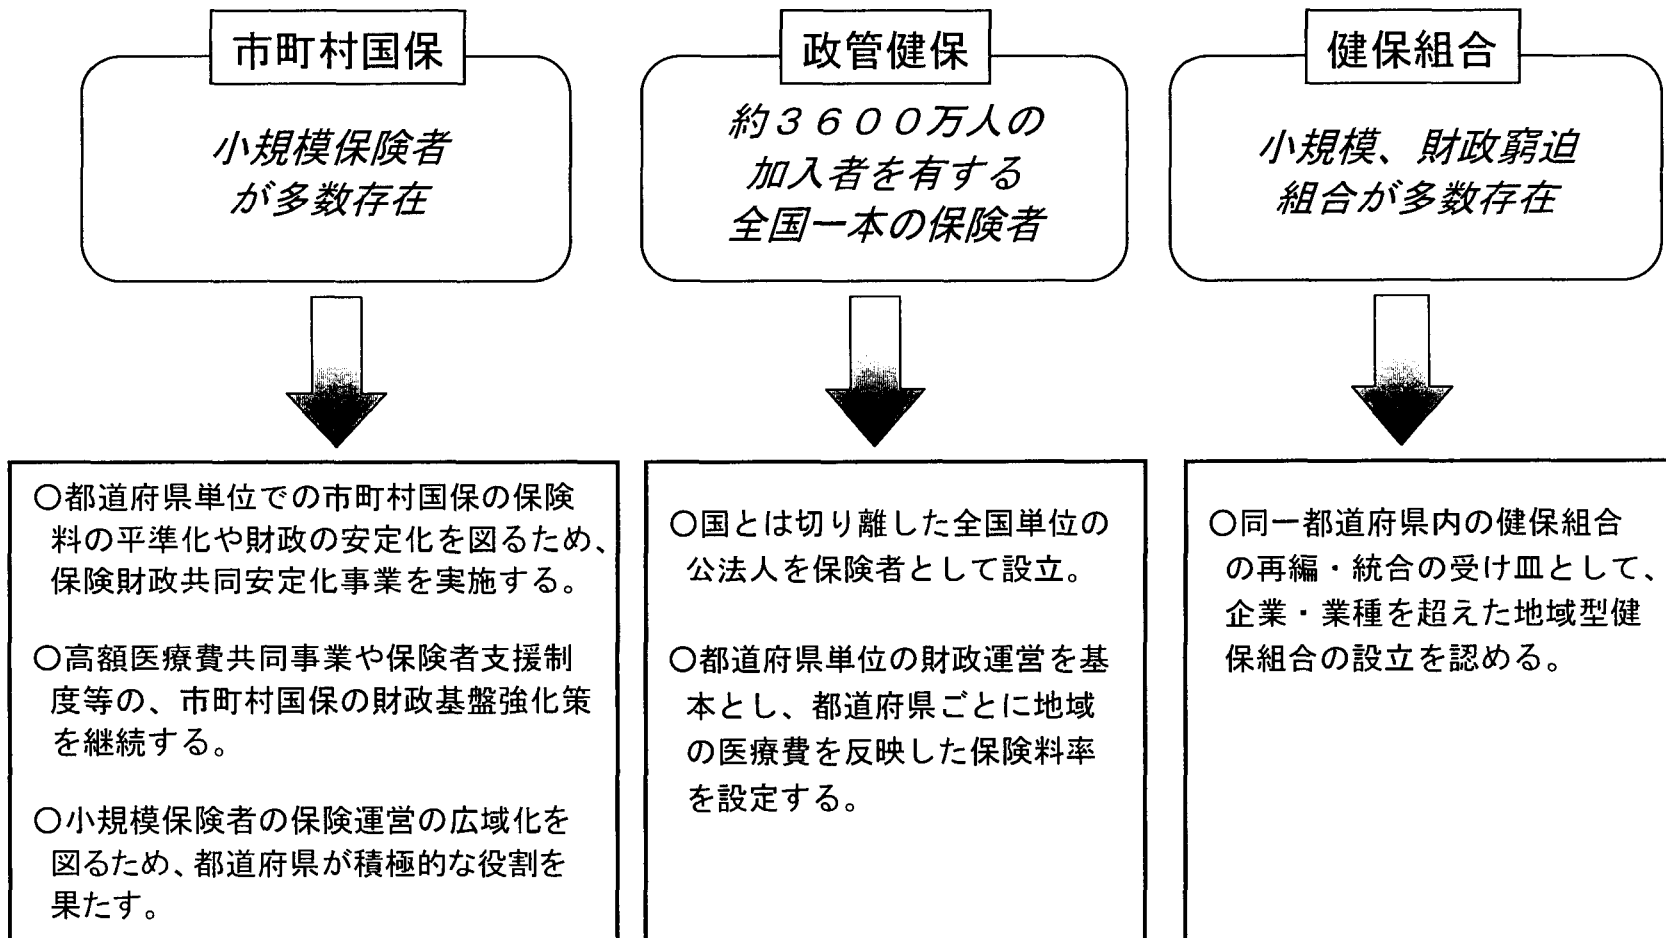 市町村国保
小規模保険者
が多数存在
○都道府県単位での市町村国保の保険
料の平準化や財政の安定化を図るため、
保険財政共同安定化事業を実施する。
○高額医療費共同事業や保険者支援制
度等の、市町村国保の財政基盤強化策
を継続する。
○小規模保険者の保険運営の広域化を
図るため、都道府県が積極的な役割を
果たす。
政管健保
約3600万人の
加入者を有する
全国一本の保険者
○国とは切り離した全国単位の
公法人を保険者として設立。
○都道府県単位の財政運営を基
本とし、都道府県ごとに地域
の医療費を反映した保険料率
を設定する。
健保組合
小規模、財政窮迫
組合が多数存在
○同一都道府県内の健保組合
の再編・統合の受け皿として、
企業・業種を超えた地域型健
保組合の設立を認める。